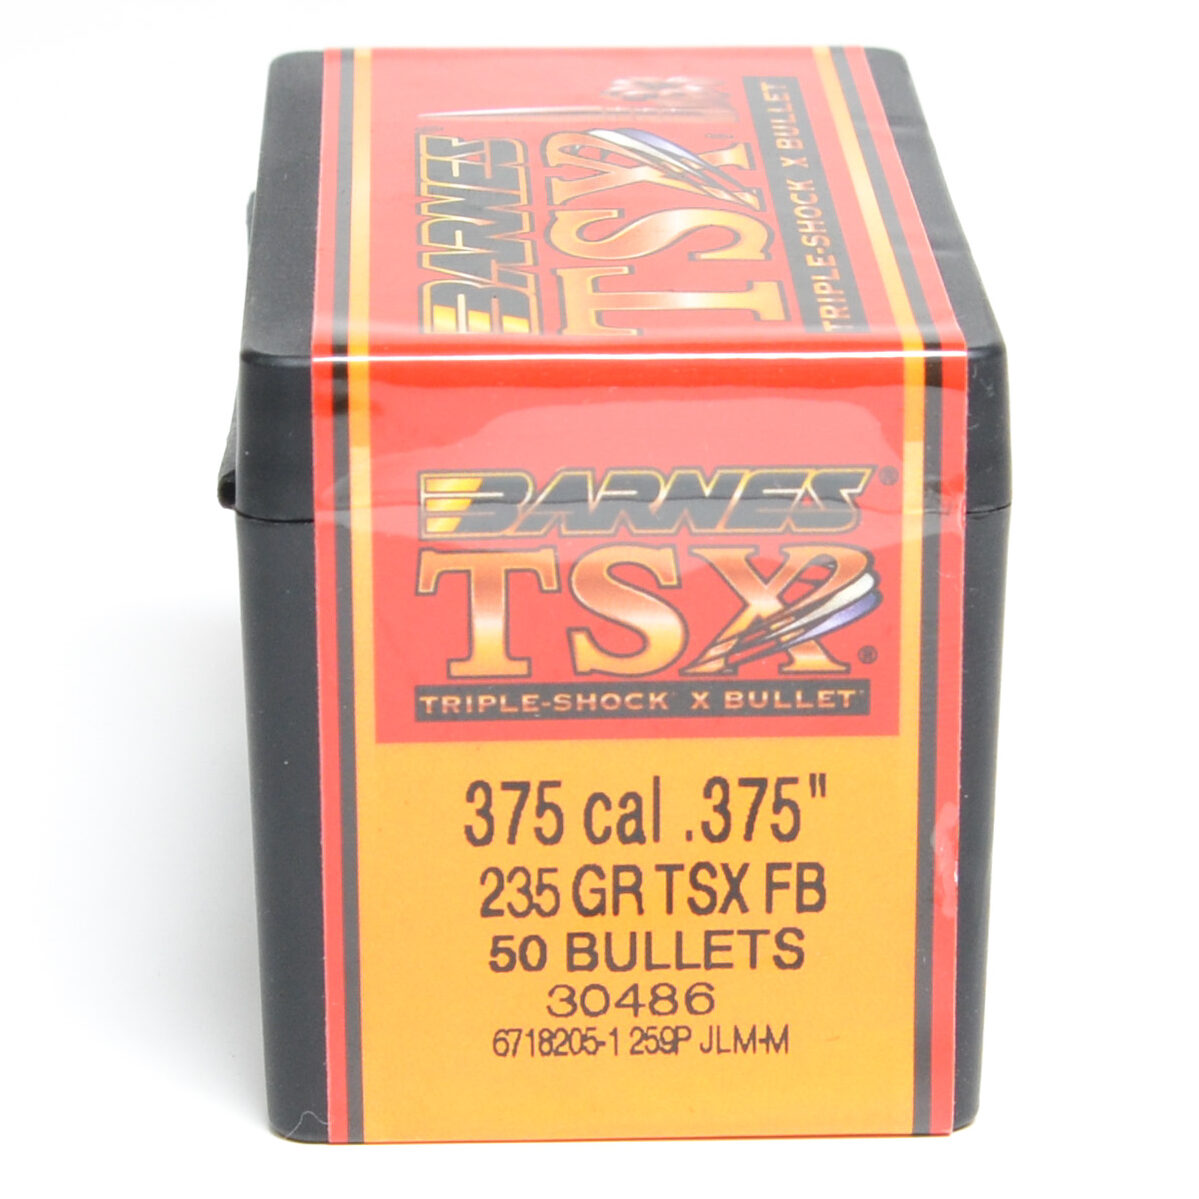 BARNES®
TSX®
TRIPLE-SHOCK X BULLET
BARNES®
TSX®
TRIPLE-SHOCK X BULLET
375 cal .375"
235 GR TSX FB
50 BULLETS
30486
6718205-1 259P JLM-M